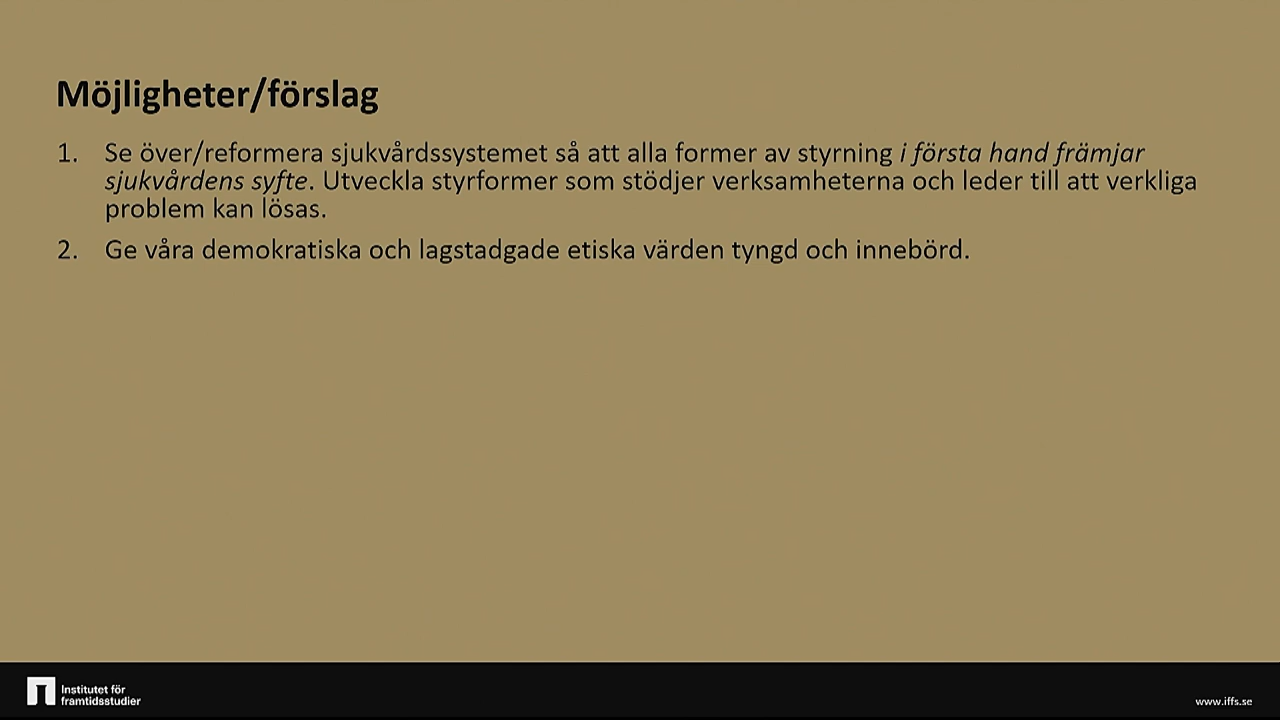 Möjligheter/förslag
1. Se över/reformera sjukvårdssystemet så att alla former av styrning i första hand främjar
sjukvårdens syfte. Utveckla styrformer som stödjer verksamheterna och leder till att verkliga
problem kan lösas.
2. Ge våra demokratiska och lagstadgade etiska värden tyngd och innebörd.
Institutet för
framtidsstudier
www.iffs.se